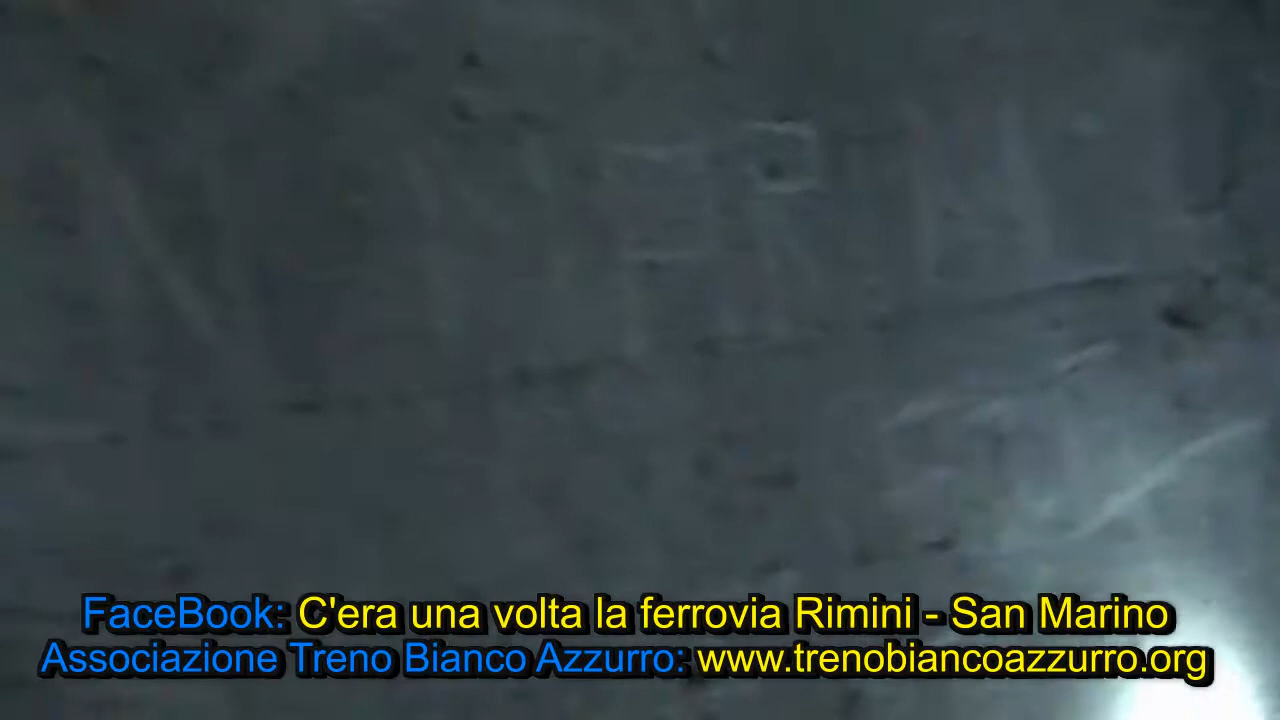 FaceBook: C'era una volta la ferrovia Rimini - San Marino
Associazione Treno Bianco Azzurro: www.trenobiancoazzurro.org